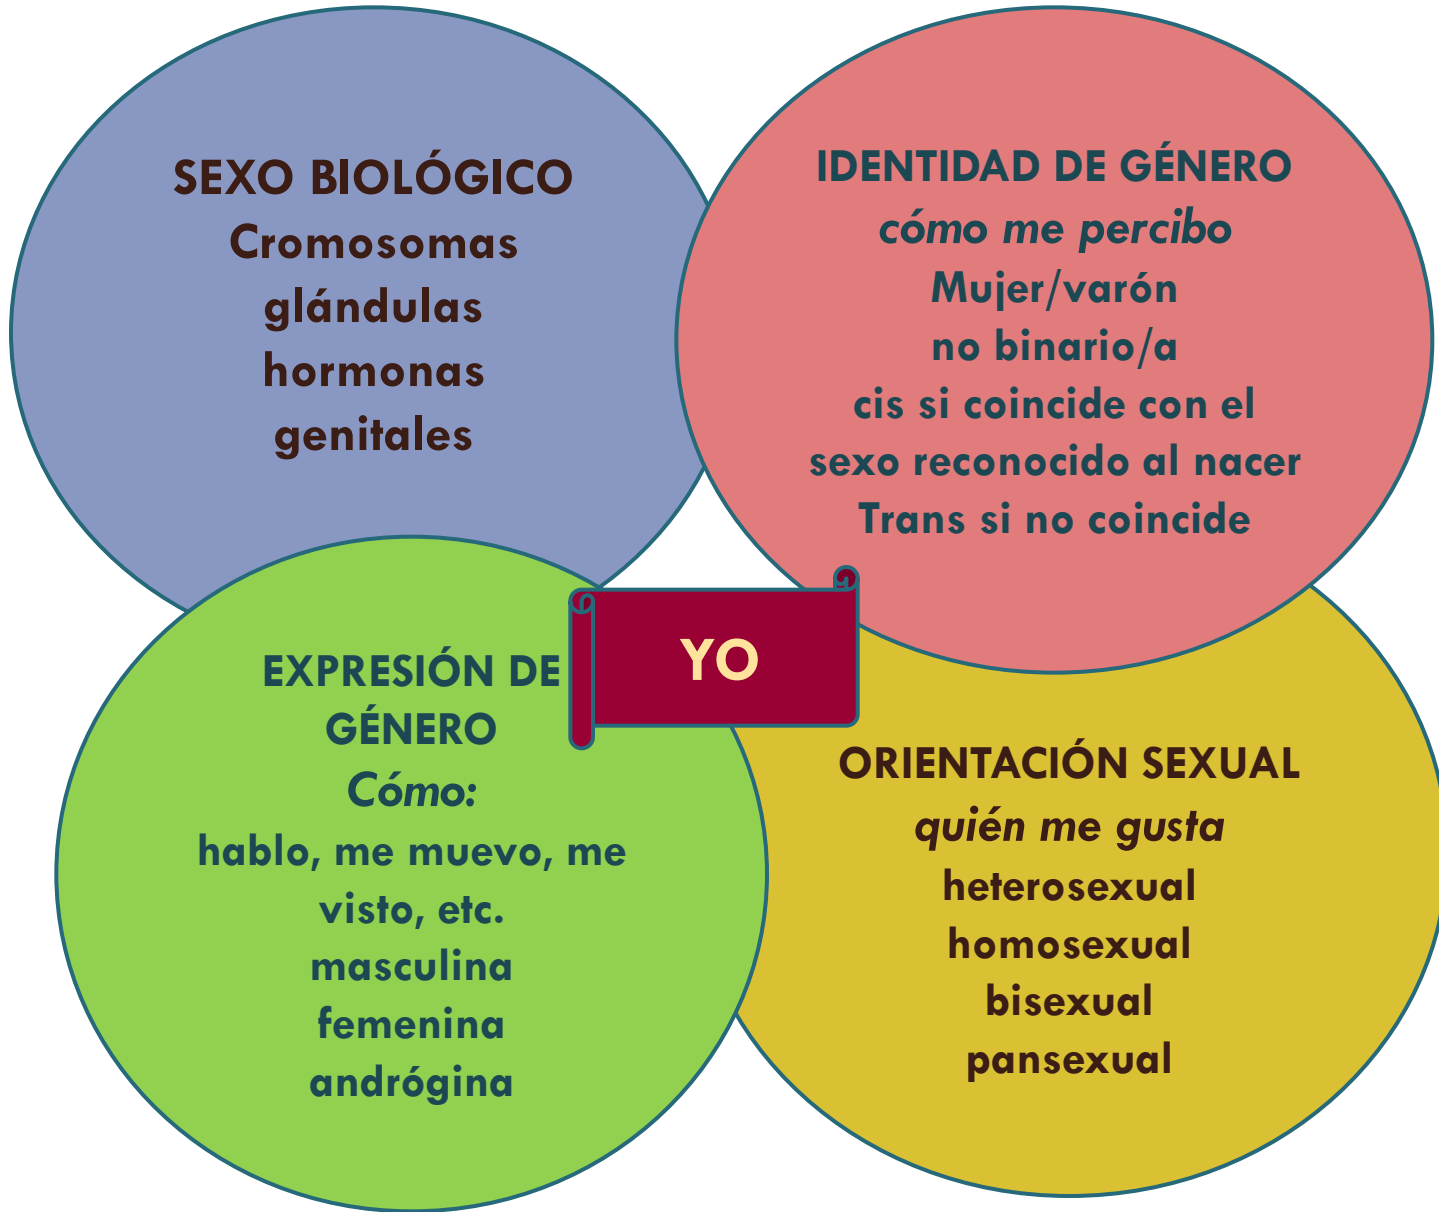 SEXO BIOLÓGICO
Cromosomas
glándulas
hormonas
genitales
IDENTIDAD DE GÉNERO
cómo me percibo
Mujer/varón
no binario/a
cis si coincide con el
sexo reconocido al nacer
Trans si no coincide
YO
EXPRESIÓN DE
GÉNERO
Cómo:
hablo, me muevo, me
visto, etc.
masculina
femenina
andrógina
ORIENTACIÓN SEXUAL
quién me gusta
heterosexual
homosexual
bisexual
pansexual